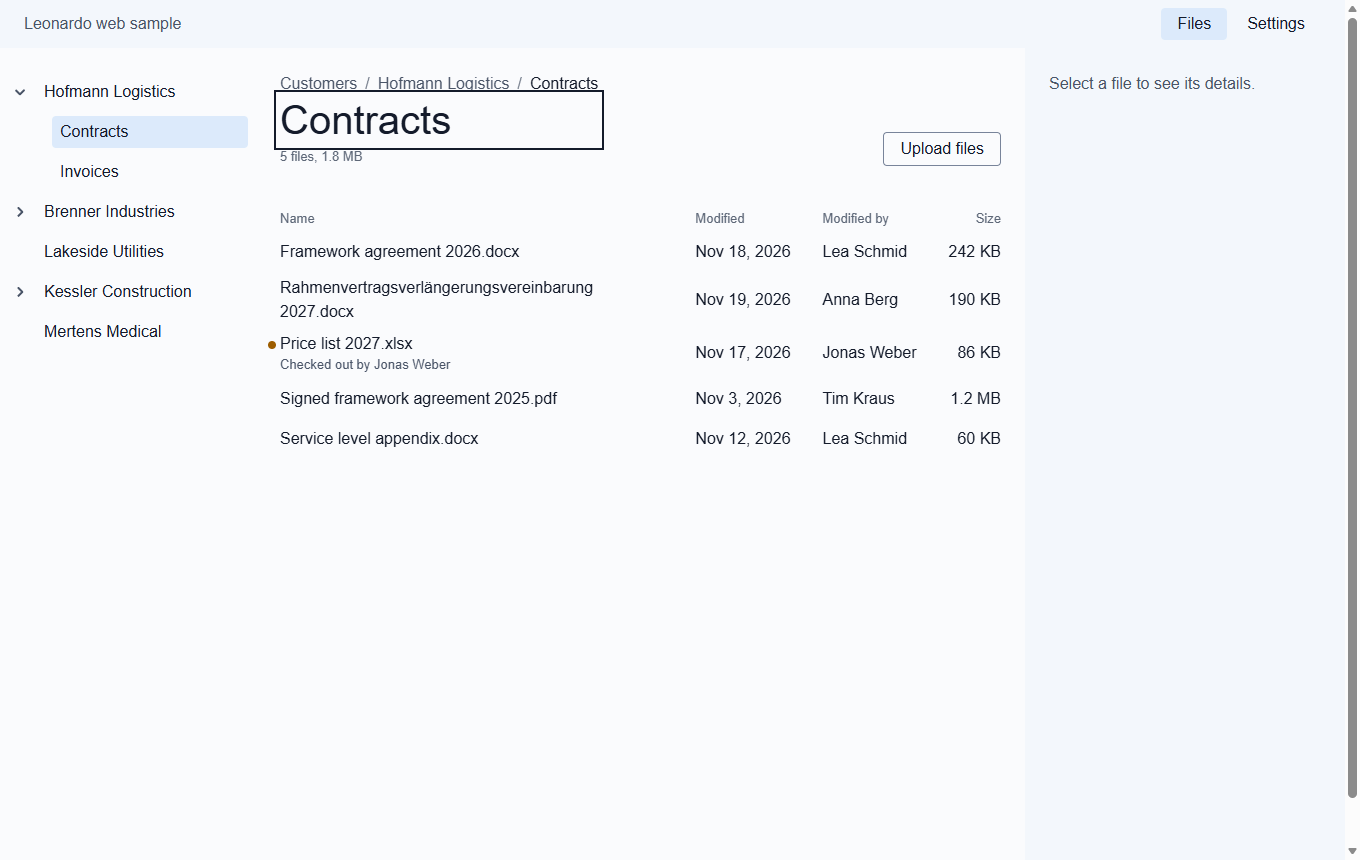 Leonardo web sample
Files
Settings
Hofmann Logistics
Contracts
Invoices
Brenner Industries
Lakeside Utilities
Kessler Construction
Mertens Medical
Customers / Hofmann Logistics / Contracts
Contracts
5 files, 1.8 MB
Upload files
Name Modified Modified by Size
Framework agreement 2026.docx Nov 18, 2026 Lea Schmid 242 KB
Rahmenvertragsverlängerungsvereinbarung
2027.docx Nov 19, 2026 Anna Berg 190 KB
Price list 2027.xlsx Nov 17, 2026 Jonas Weber 86 KB
Checked out by Jonas Weber
Signed framework agreement 2025.pdf Nov 3, 2026 Tim Kraus 1.2 MB
Service level appendix.docx Nov 12, 2026 Lea Schmid 60 KB
Select a file to see its details.